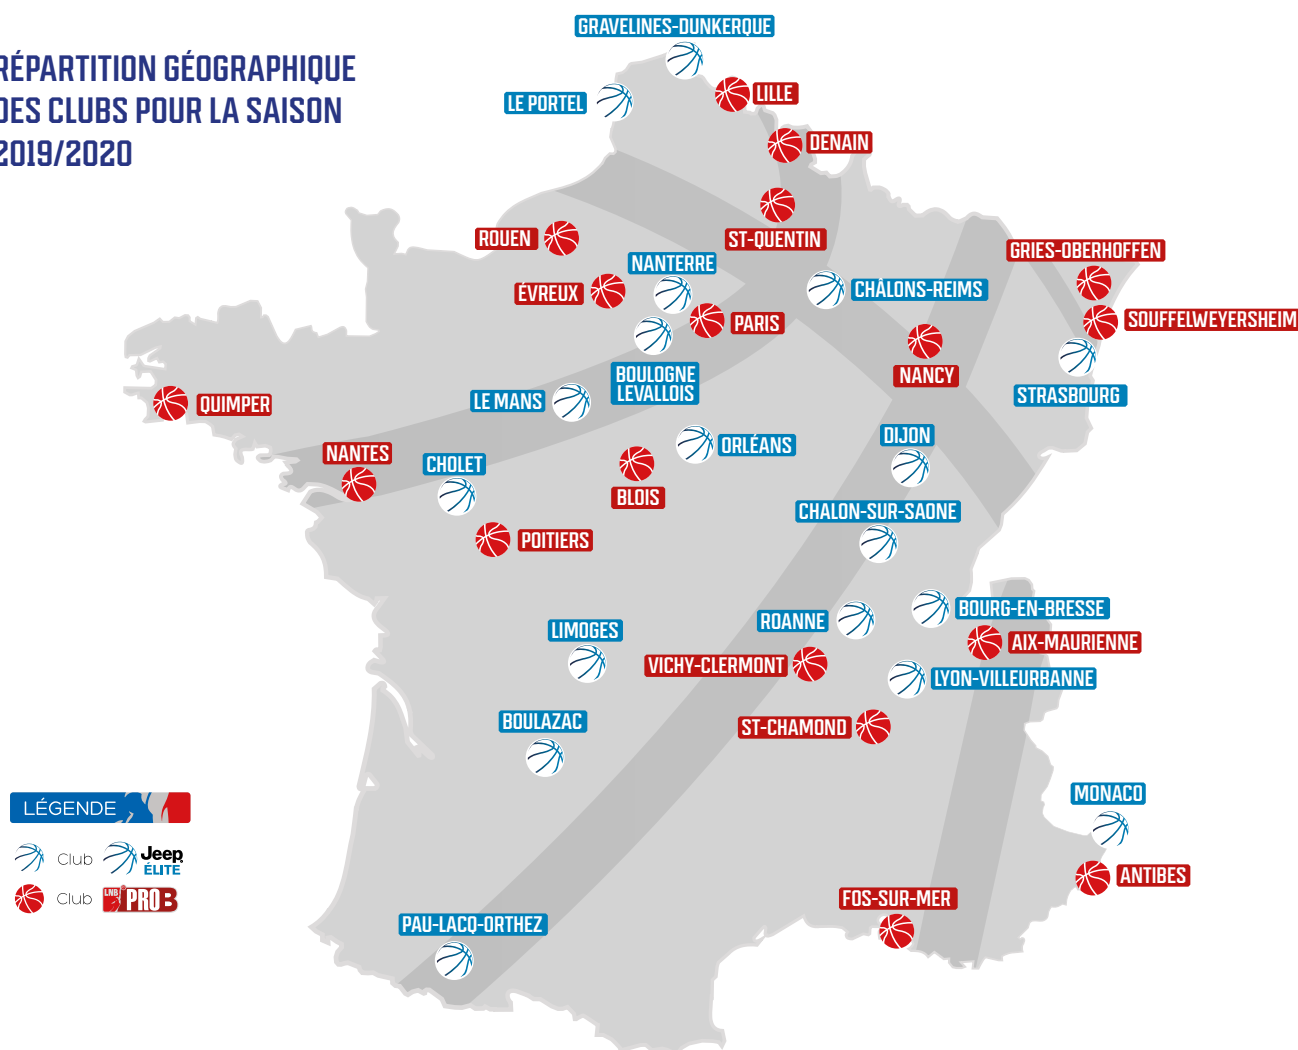 RÉPARTITION GÉOGRAPHIQUE
DES CLUBS POUR LA SAISON
2019/2020
GRAVELINES-DUNKERQUE
LE PORTEL
LILLE
DENAIN
ST-QUENTIN
ROUEN
NANTERRE
GRIES-OBERHOFFEN
ÉVREUX
CHÂLONS-REIMS
PARIS
SOUFFELWEYERSHEIM
BOULOGNE
LEVALLOIS
NANCY
STRASBOURG
LE MANS
QUIMPER
ORLÉANS
DIJON
NANTES
CHOLET
BLOIS
CHALON-SUR-SAONE
POITIERS
BOURG-EN-BRESSE
ROANNE
LIMOGES
AIX-MAURIENNE
VICHY-CLERMONT
LYON-VILLEURBANNE
BOULAZAC
ST-CHAMOND
MONACO
ANTIBES
FOS-SUR-MER
PAU-LACQ-ORTHEZ
LÉGENDE
Club Jeep ÉLITE
Club LNB PRO B